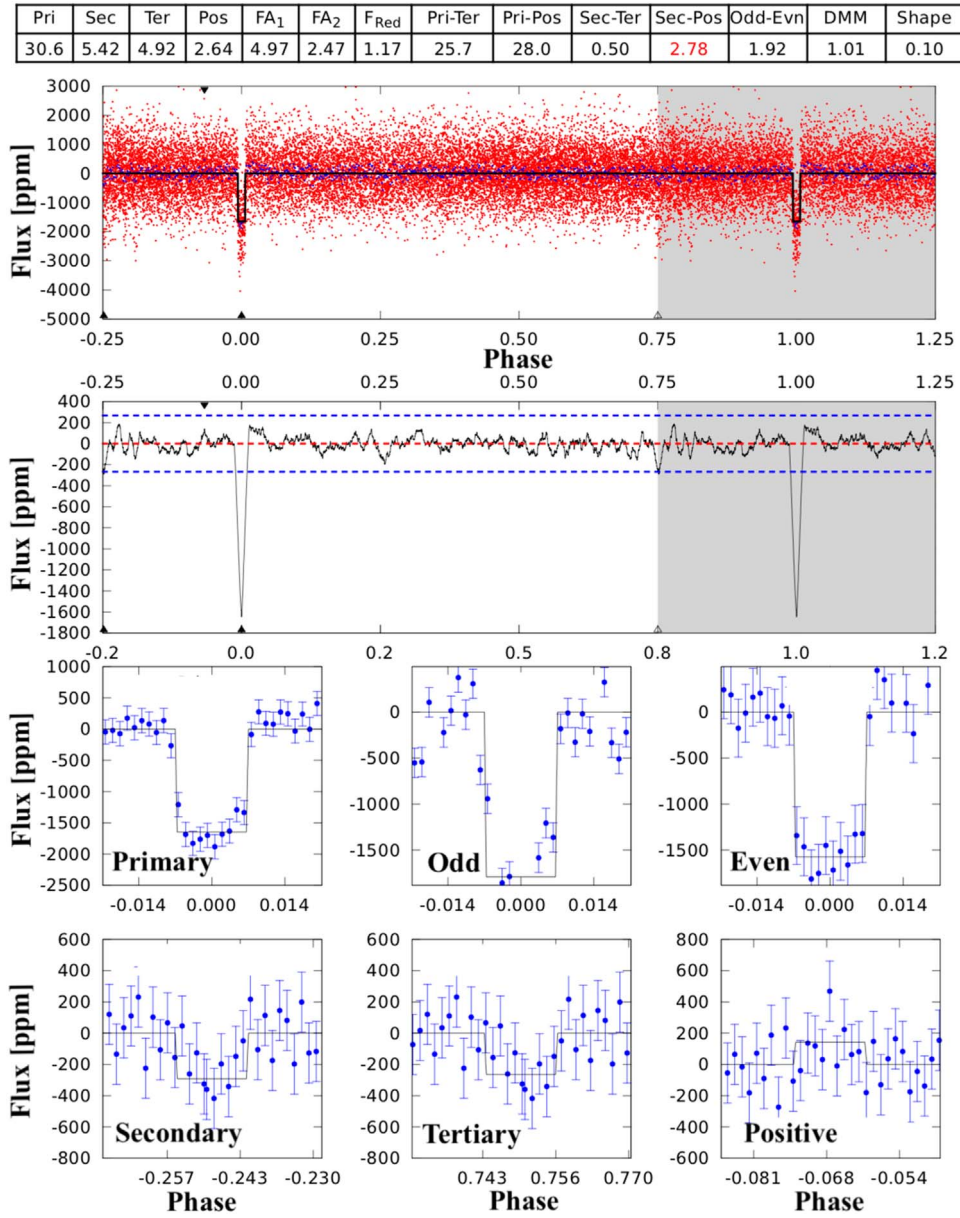 Pri Sec Ter Pos FA1 FA2 FRed Pri-Ter Pri-Pos Sec-Ter Sec-Pos Odd-Evn DMM Shape
30.6 5.42 4.92 2.64 4.97 2.47 1.17 25.7 28.0 0.50 2.78 1.92 1.01 0.10
3000
2000
1000
0
-1000
-2000
-3000
-4000
-5000
Flux [ppm]
-0.25 0.00 0.25 0.50 0.75 1.00 1.25
Phase
-0.25 0.00 0.25 0.50 0.75 1.00 1.25
400
200
0
-200
-400
-600
-800
-1000
-1200
-1400
-1600
-1800
Flux [ppm]
-0.2 0.0 0.2 0.5 0.8 1.0 1.2
1000
500
0
-500
-1000
-1500
-2000
-2500
Flux [ppm]
Primary
-0.014 0.000 0.014
0
-500
-1000
-1500
Odd
-0.014 0.000 0.014
0
-500
-1000
-1500
Even
-0.014 0.000 0.014
600
400
200
0
-200
-400
-600
-800
Flux [ppm]
Secondary
-0.257 -0.243 -0.230
Phase
600
400
200
0
-200
-400
-600
-800
Tertiary
0.743 0.756 0.770
Phase
800
600
400
200
0
-200
-400
-600
Positive
-0.081 -0.068 -0.054
Phase